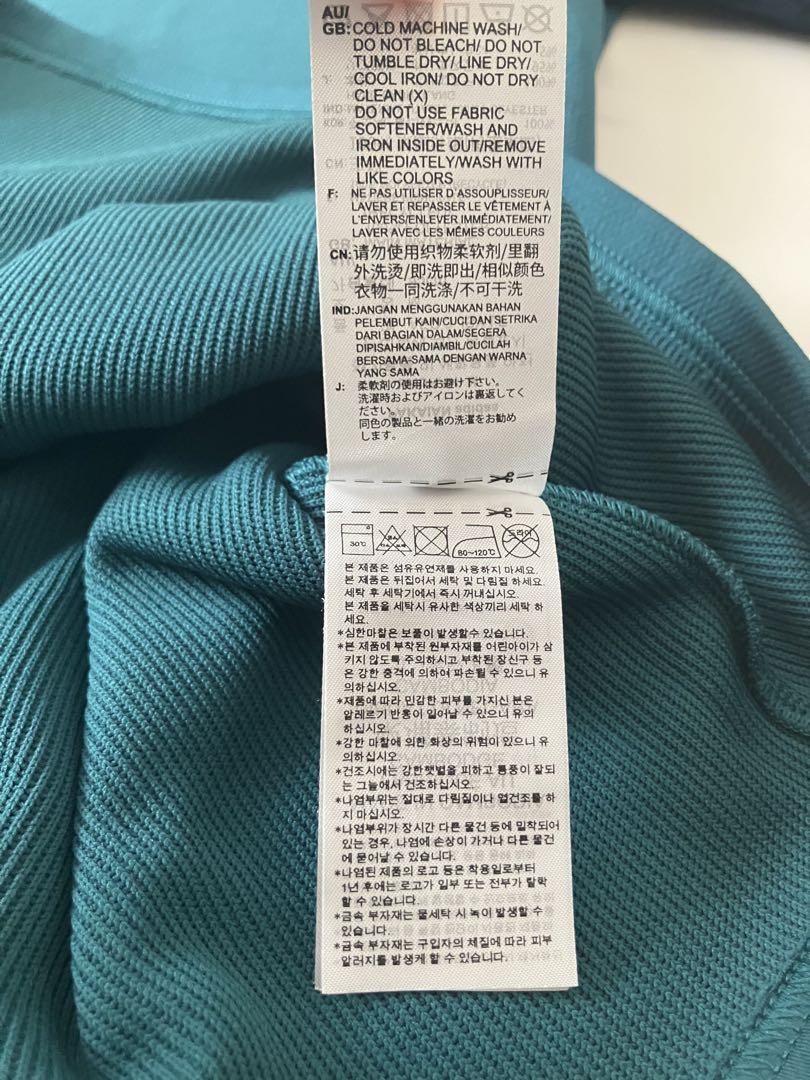 AU/
GB: COLD MACHINE WASH/
DO NOT BLEACH/ DO NOT
TUMBLE DRY/ LINE DRY/
COOL IRON/ DO NOT DRY
CLEAN (X)
DO NOT USE FABRIC
SOFTENER/WASH AND
IRON INSIDE OUT/REMOVE
IMMEDIATELY/WASH WITH
LIKE COLORS
F: NE PAS UTILISER D'ASSOUPLISSEUR/
LAVER ET REPASSER LE VÊTEMENT À
L'ENVERS/ENLEVER IMMÉDIATEMENT/
LAVER AVEC LES MÊMES COULEURS
CN: 请勿使用织物柔软剂/里翻
外洗烫/即洗即出/相似颜色
衣物一同洗涤/不可干洗
IND: JANGAN MENGGUNAKAN BAHAN
PELEMBUT KAIN/CUCI DAN SETRIKA
DARI BAGIAN DALAM/SEGERA
DIPISAHKAN/DIAMBIL/CUCILAH
BERSAMA-SAMA DENGAN WARNA
YANG SAMA
J: 柔軟剤の使用はお避け下さい。
洗濯時およびアイロンは裏返してく
ださい。
同色の製品と一緒の洗濯をお勧め
します。
30℃ 80~120℃ 드라이
본 제품은 섬유유연제를 사용하지 마세요.
본 제품은 뒤집어서 세탁 및 다림질 하세요.
세탁 후 세탁기에서 즉시 꺼내십시오.
본 제품을 세탁시 유사한 색상끼리 세탁 하
세요.
*심한마찰은 보풀이 발생할수 있습니다.
*본 제품에 부착된 원부자재를 어린아이가 삼
키지 않도록 주의하시고 부착된 장신구 등
은 강한 충격에 의하여 파손될 수 있으니 유
의하십시오.
*제품에 따라 민감한 피부를 가지신 분은
알레르기 반응이 일어날 수 있으니 유의
하십시오.
*강한 마찰에 의한 화상의 위험이 있으니 유
의하십시오.
*건조시에는 강한햇볕을 피하고 통풍이 잘되
는 그늘에서 건조하십시오.
*나염부위는 절대로 다림질이나 열건조를 하
지 마십시오.
*나염부위가 장시간 다른 물건 등에 밀착되어
있는 경우, 나염에 손상이 가거나 다른 물건
에 묻어날 수 있습니다.
*나염된 제품의 로고 등은 착용일로부터
1년 후에는 로고가 일부 또는 전부가 탈락
할 수 있습니다.
*금속 부자재는 물세탁 시 녹이 발생할 수
있습니다.
*금속 부자재는 구입자의 체질에 따라 피부
알러지를 발생케 할 수 있습니다.